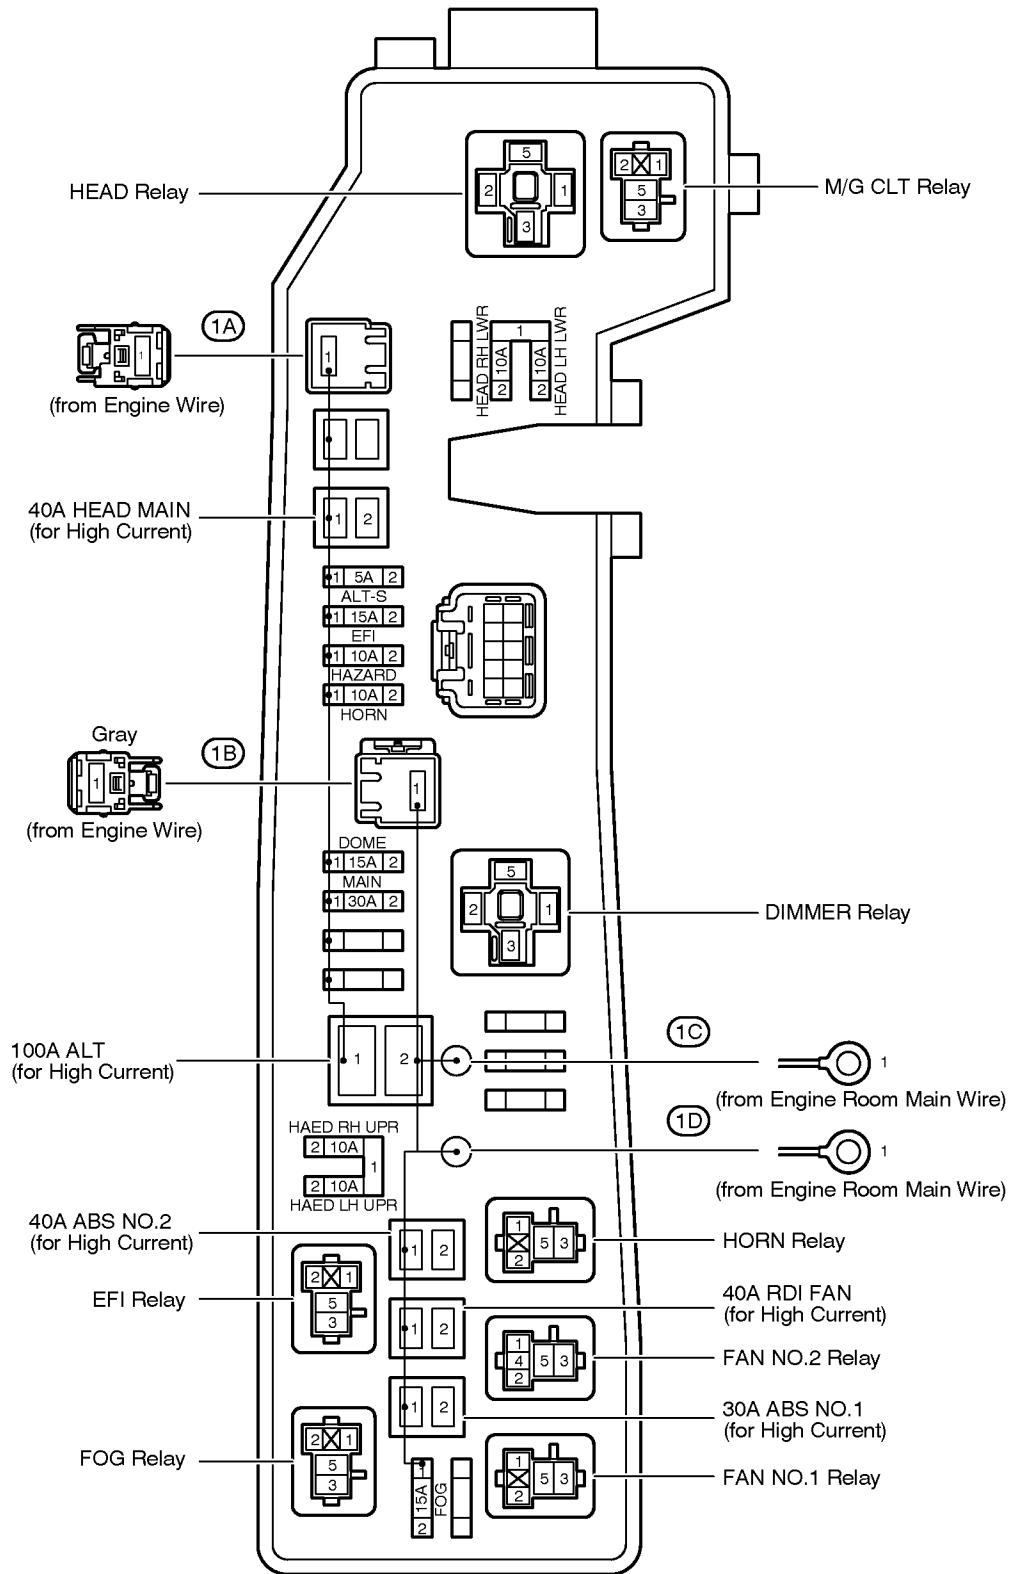 5
2
1
3
2
1
5
3
HEAD Relay
M/G CLT Relay
1A
1
1
(from Engine Wire)
HEAD RH LWR
1
10A
10A
2
2
HEAD LH LWR
40A HEAD MAIN
(for High Current)
1
2
1 5A 2
ALT-S
1 15A 2
EFI
1 10A 2
HAZARD
1 10A 2
HORN
Gray
1B
1
1
(from Engine Wire)
DOME
1 15A 2
MAIN
1 30A 2
5
2
1
3
DIMMER Relay
100A ALT
(for High Current)
1
2
1C
1
(from Engine Room Main Wire)
1D
1
(from Engine Room Main Wire)
HAED RH UPR
2 10A
1
2 10A
HAED LH UPR
40A ABS NO.2
(for High Current)
1
2
1
2
5 3
HORN Relay
EFI Relay
2
1
5
3
40A RDI FAN
(for High Current)
1
2
1
4
2
5 3
FAN NO.2 Relay
30A ABS NO.1
(for High Current)
1
2
FOG Relay
2
1
5
3
1
15A
2
FOG
1
2
5 3
FAN NO.1 Relay